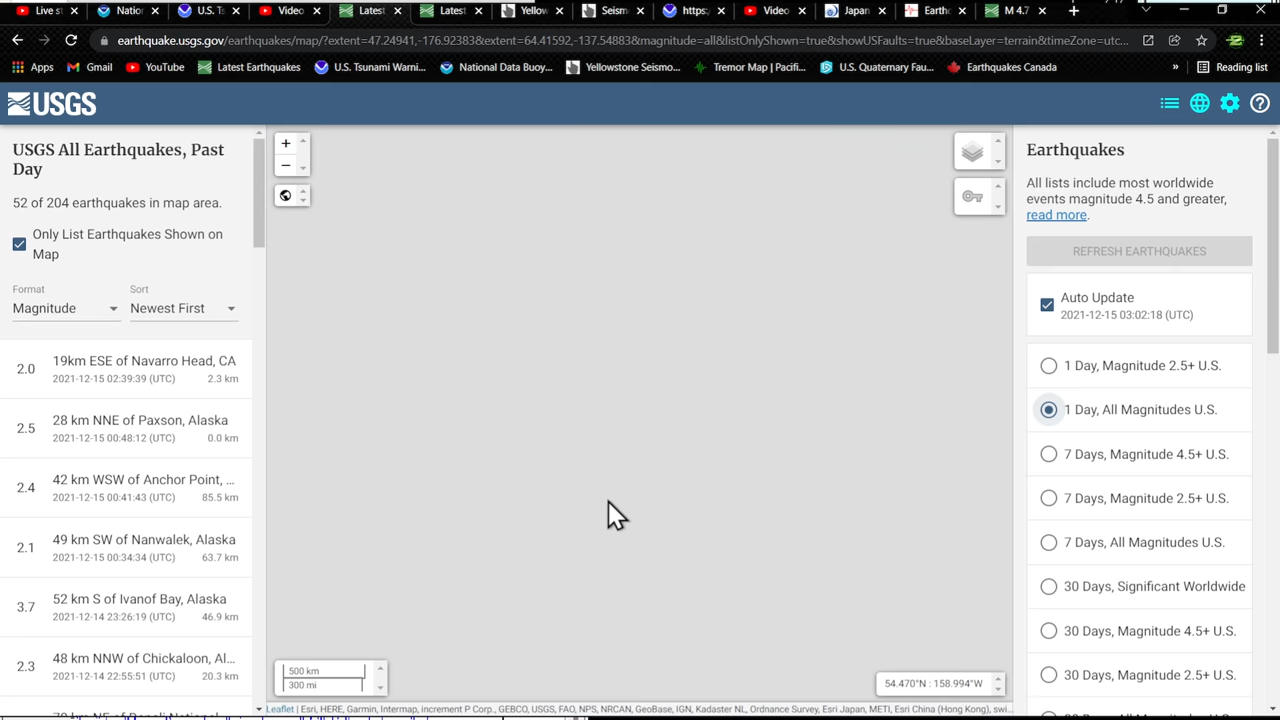 Live s
Nation
U.S. Ts
Video
Latest
Latest
Yellow
Seism
https:
Video
Japan
Earth
M 4.7
earthquake.usgs.gov/earthquakes/map/?extent=47.24941,-176.92383&extent=64.41592,-137.54883&magnitude=all&listOnlyShown=true&showUSFaults=true&baseLayer=terrain&timeZone=utc...
Apps
Gmail
YouTube
Latest Earthquakes
U.S. Tsunami Warni...
National Data Buoy...
Yellowstone Seismo...
Tremor Map | Pacifi...
U.S. Quaternary Fau...
Earthquakes Canada
»
Reading list
USGS
USGS All Earthquakes, Past
Day
52 of 204 earthquakes in map area.
Only List Earthquakes Shown on
Map
Format
Sort
Magnitude
Newest First
2.0
19km ESE of Navarro Head, CA
2021-12-15 02:39:39 (UTC)
2.3 km
2.5
28 km NNE of Paxson, Alaska
2021-12-15 00:48:12 (UTC)
0.0 km
2.4
42 km WSW of Anchor Point, ...
2021-12-15 00:41:43 (UTC)
85.5 km
2.1
49 km SW of Nanwalek, Alaska
2021-12-15 00:34:34 (UTC)
63.7 km
3.7
52 km S of Ivanof Bay, Alaska
2021-12-14 23:26:19 (UTC)
46.9 km
2.3
48 km NNW of Chickaloon, Al...
2021-12-14 22:55:51 (UTC)
20.3 km
+
−
500 km
300 mi
54.470°N : 158.994°W
Leaflet | Esri, HERE, Garmin, Intermap, increment P Corp., GEBCO, USGS, FAO, NPS, NRCAN, GeoBase, IGN, Kadaster NL, Ordnance Survey, Esri Japan, METI, Esri China (Hong Kong), swi...
Earthquakes
All lists include most worldwide
events magnitude 4.5 and greater,
read more.
REFRESH EARTHQUAKES
Auto Update
2021-12-15 03:02:18 (UTC)
1 Day, Magnitude 2.5+ U.S.
1 Day, All Magnitudes U.S.
7 Days, Magnitude 4.5+ U.S.
7 Days, Magnitude 2.5+ U.S.
7 Days, All Magnitudes U.S.
30 Days, Significant Worldwide
30 Days, Magnitude 4.5+ U.S.
30 Days, Magnitude 2.5+ U.S.